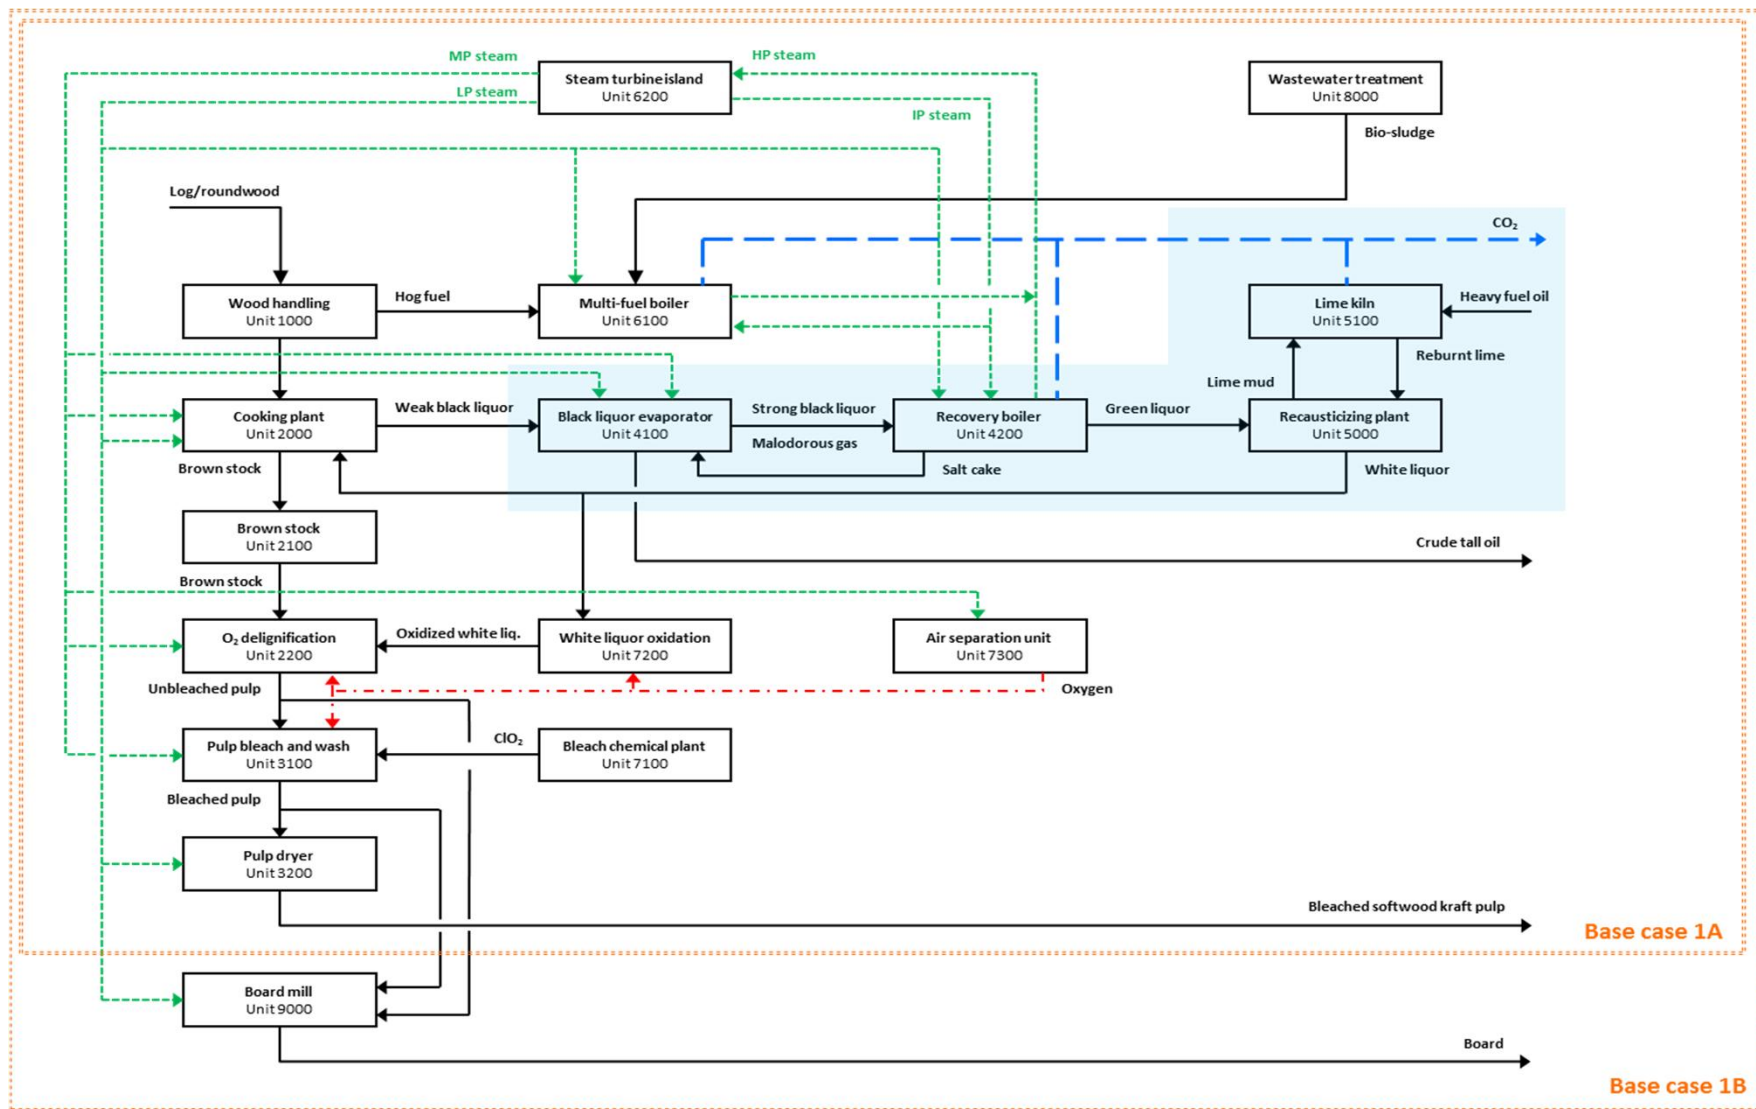 MP steam
HP steam
Steam turbine island
Unit 6200
Wastewater treatment
Unit 8000
LP steam
IP steam
Bio-sludge
Log/roundwood
CO₂
Wood handling
Unit 1000
Hog fuel
Multi-fuel boiler
Unit 6100
Lime kiln
Unit 5100
Heavy fuel oil
Reburnt lime
Lime mud
Cooking plant
Unit 2000
Weak black liquor
Black liquor evaporator
Unit 4100
Strong black liquor
Malodorous gas
Recovery boiler
Unit 4200
Green liquor
Recausticizing plant
Unit 5000
Brown stock
Salt cake
White liquor
Brown stock
Unit 2100
Crude tall oil
Brown stock
O₂ delignification
Unit 2200
Oxidized white liq.
White liquor oxidation
Unit 7200
Air separation unit
Unit 7300
Unbleached pulp
Oxygen
Pulp bleach and wash
Unit 3100
ClO₂
Bleach chemical plant
Unit 7100
Bleached pulp
Pulp dryer
Unit 3200
Bleached softwood kraft pulp
Base case 1A
Board mill
Unit 9000
Board
Base case 1B